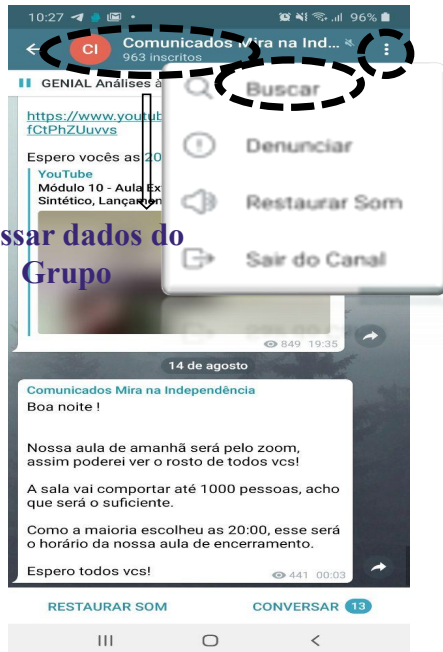 10:27 96%
CI
Comunicados Mira na Ind...
963 inscritos
GENIAL Análises
Buscar
Denunciar
Restaurar Som
Sair do Canal
https://www.youtub
fCtPhZUuvvs
Espero vocês as 20
YouTube
Módulo 10 - Aula Ex
Sintético, Lançamen
ssar dados do
Grupo
849 19:35
14 de agosto
Comunicados Mira na Independência
Boa noite !
Nossa aula de amanhã será pelo zoom,
assim poderei ver o rosto de todos vcs!
A sala vai comportar até 1000 pessoas, acho
que será o suficiente.
Como a maioria escolheu as 20:00, esse será
o horário da nossa aula de encerramento.
Espero todos vcs!
441 00:03
RESTAURAR SOM
CONVERSAR 13